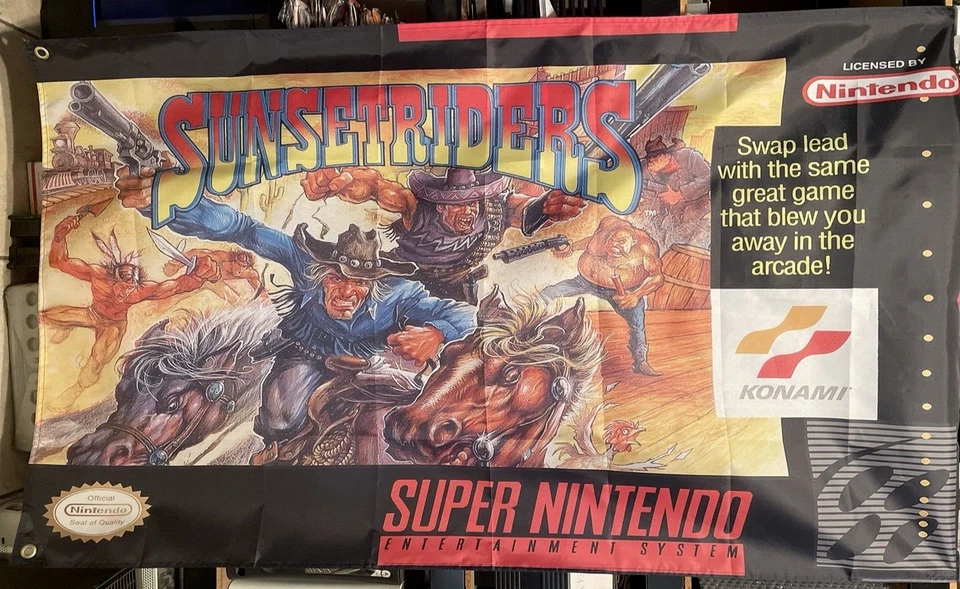 SUNSETRIDERS
TM
LICENSED BY
Nintendo
Swap lead
with the same
great game
that blew you
away in the
arcade!
KONAMI
Official
Nintendo
Seal of Quality
SUPER NINTENDO
ENTERTAINMENT SYSTEM